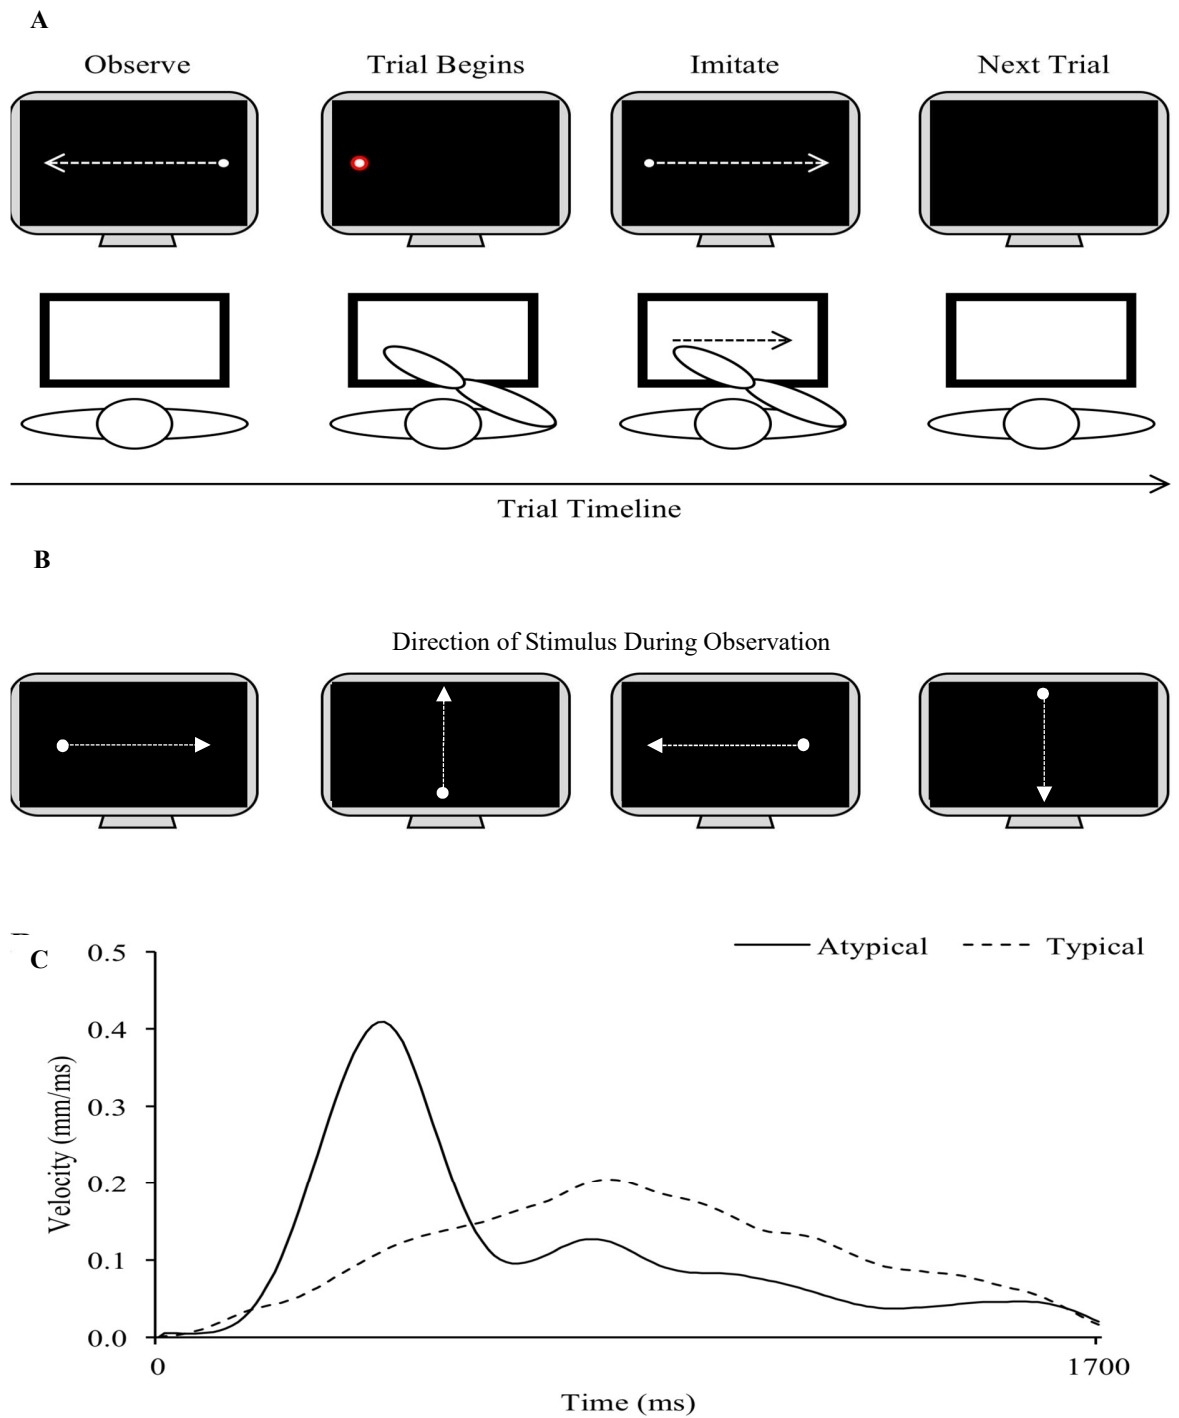 A
Observe Trial Begins Imitate Next Trial
Trial Timeline
B
Direction of Stimulus During Observation
C
Atypical Typical
0.5
0.4
0.3
0.2
0.1
0.0
Velocity (mm/ms)
0 1700
Time (ms)